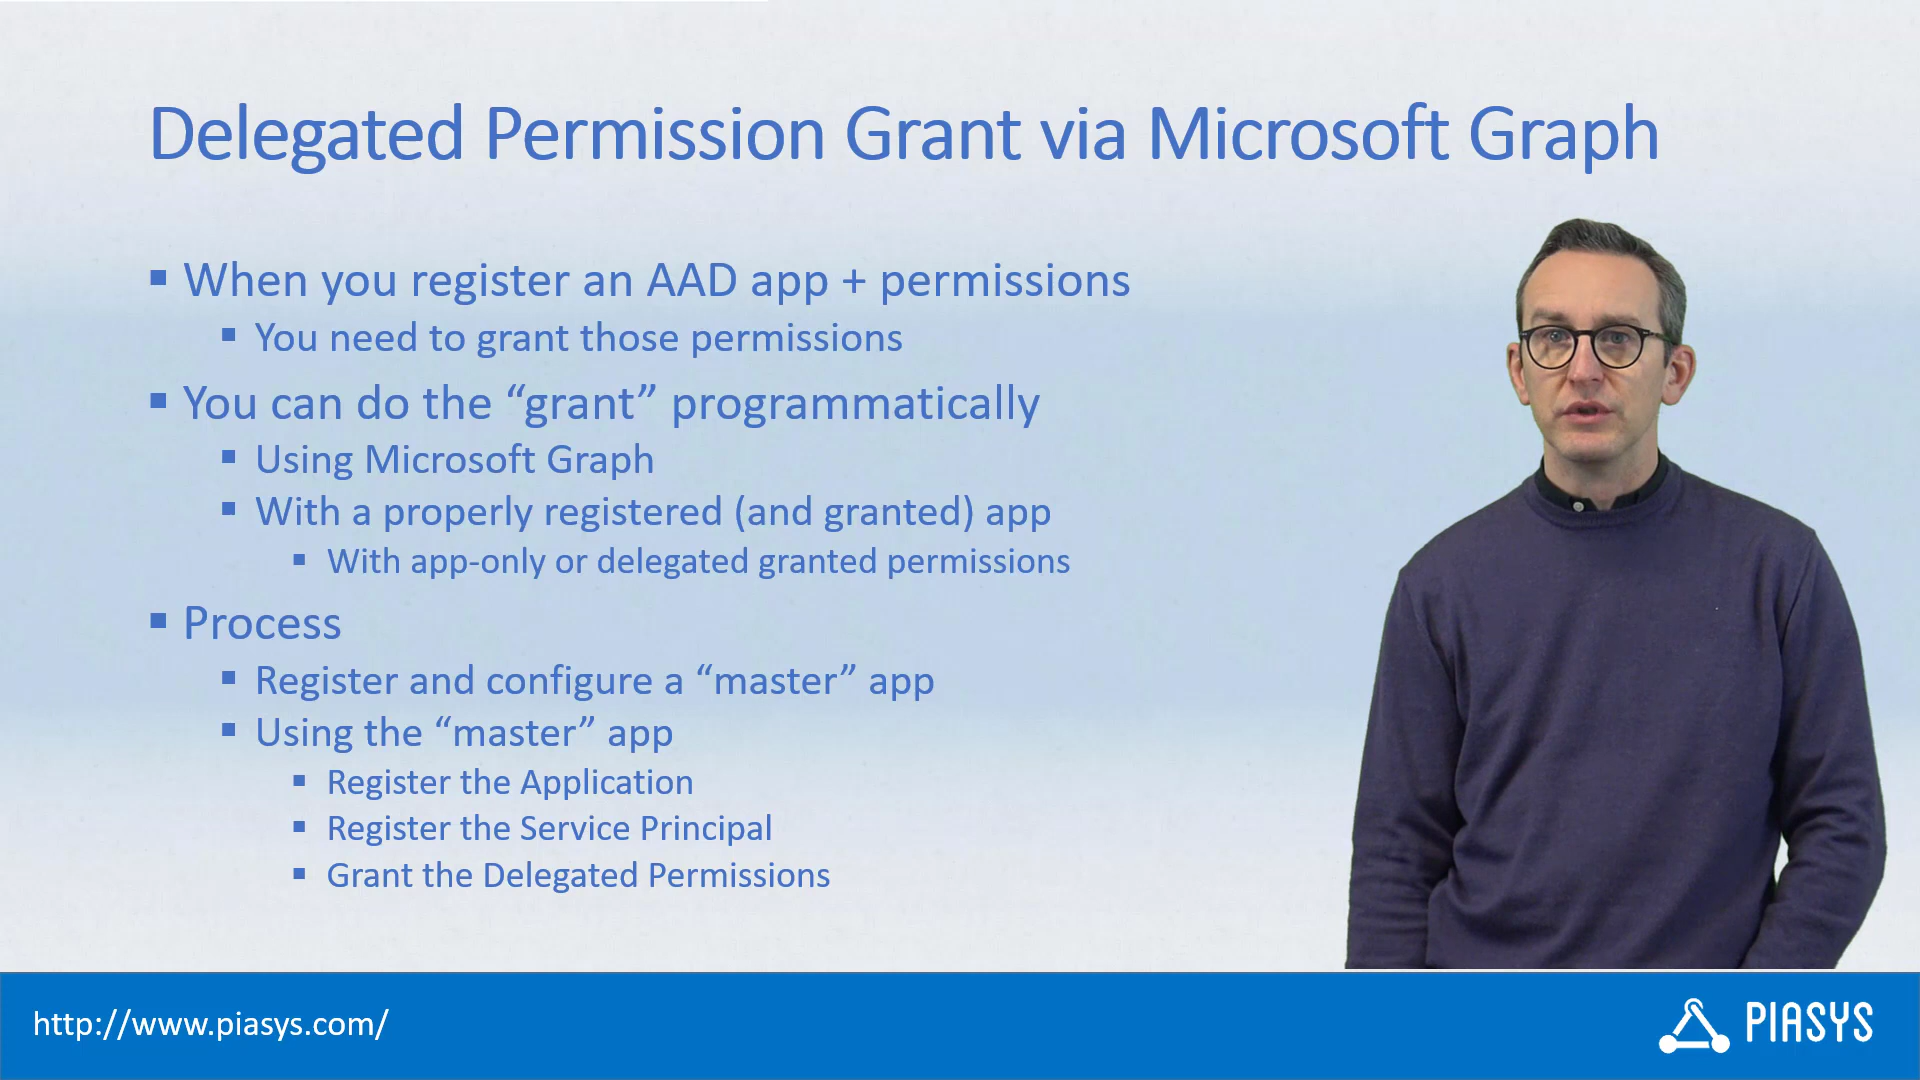 Delegated Permission Grant via Microsoft Graph
When you register an AAD app + permissions
You need to grant those permissions
You can do the “grant” programmatically
Using Microsoft Graph
With a properly registered (and granted) app
With app-only or delegated granted permissions
Process
Register and configure a “master” app
Using the “master” app
Register the Application
Register the Service Principal
Grant the Delegated Permissions
http://www.piasys.com/
PIASYS